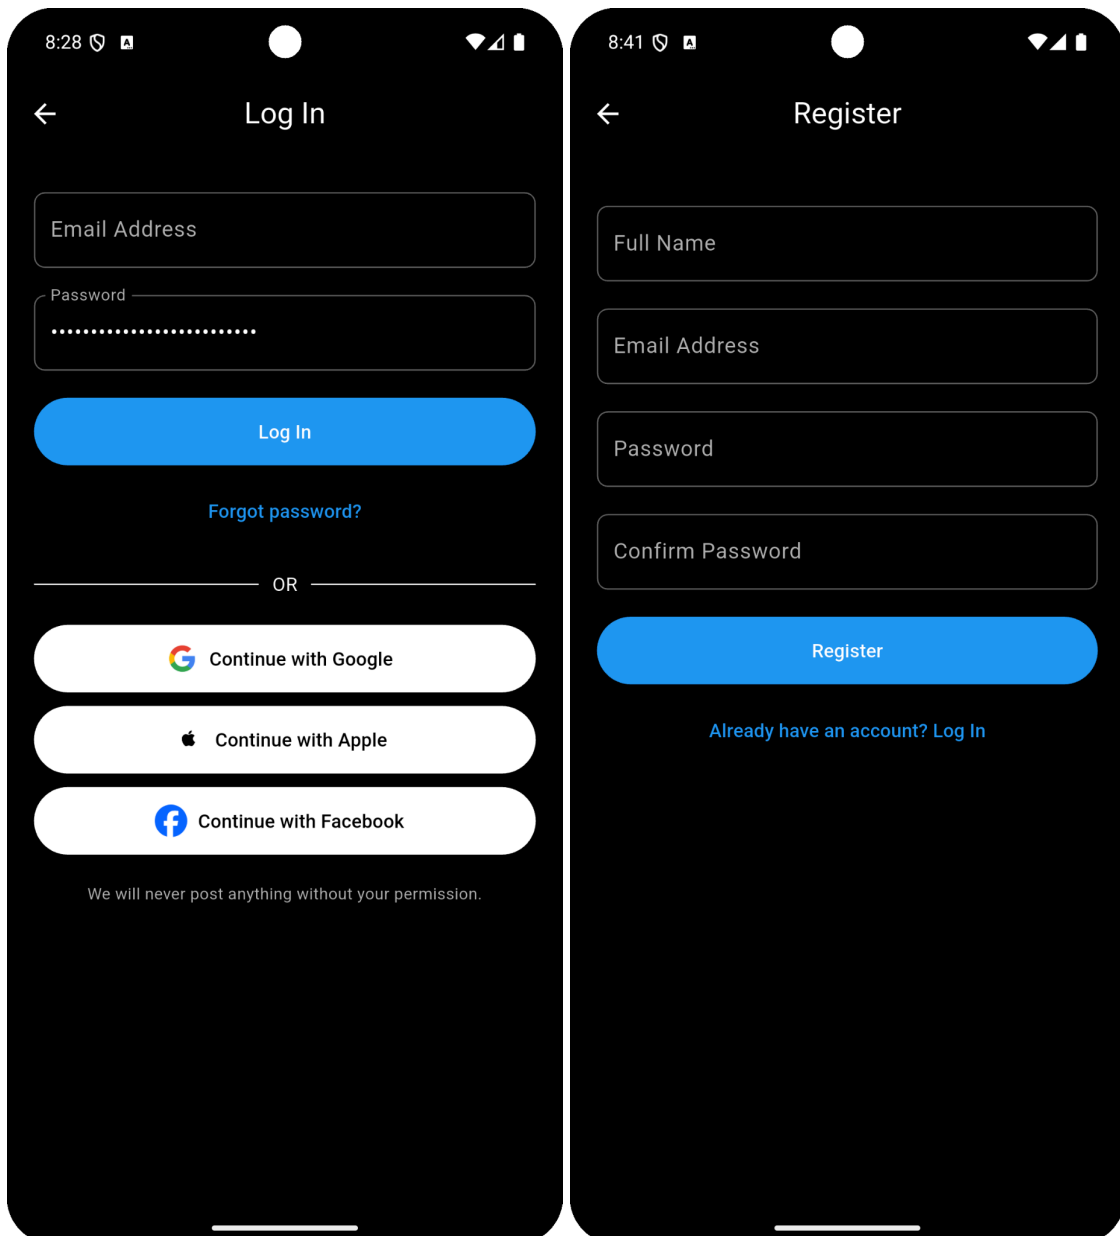 8:28
Log In
Email Address
Password
••••••••••••••••••••••••••
Log In
Forgot password?
OR
Continue with Google
Continue with Apple
Continue with Facebook
We will never post anything without your permission.
8:41
Register
Full Name
Email Address
Password
Confirm Password
Register
Already have an account? Log In